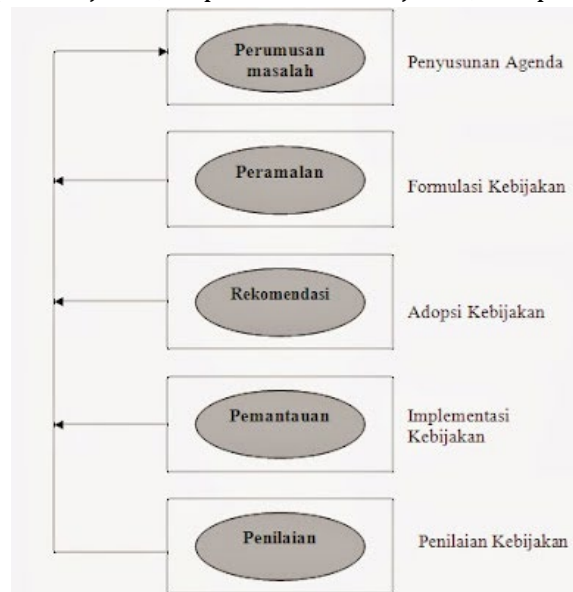 Perumusan
masalah
Penyusunan Agenda
Peramalan
Formulasi Kebijakan
Rekomendasi
Adopsi Kebijakan
Pemantauan
Implementasi
Kebijakan
Penilaian
Penilaian Kebijakan